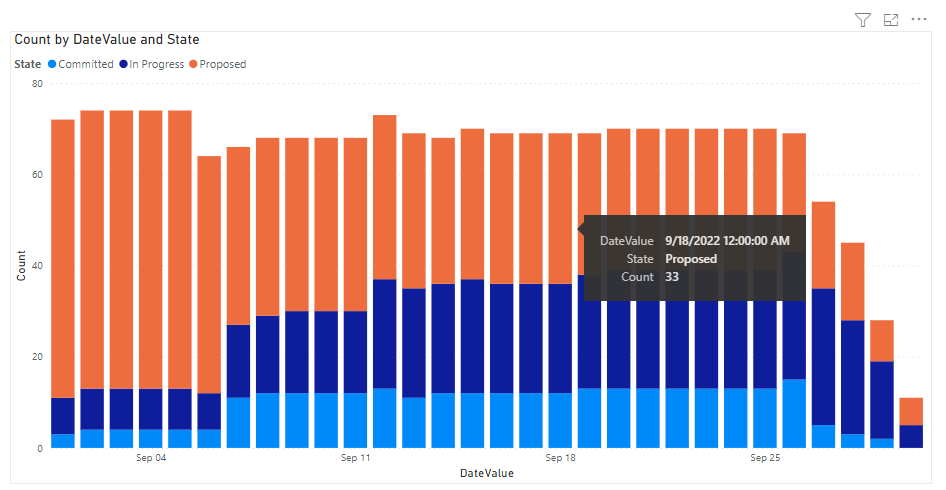 Count by DateValue and State
State Committed In Progress Proposed
80
60
40
20
0
Count
DateValue 9/18/2022 12:00:00 AM
State Proposed
Count 33
Sep 04 Sep 11 Sep 18 Sep 25
DateValue